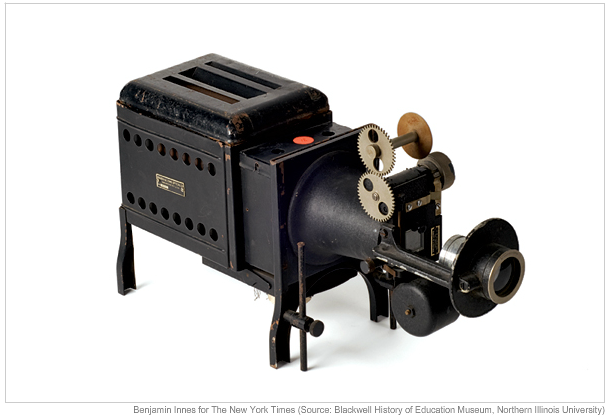 Benjamin Innes for The New York Times (Source: Blackwell History of Education Museum, Northern Illinois University)